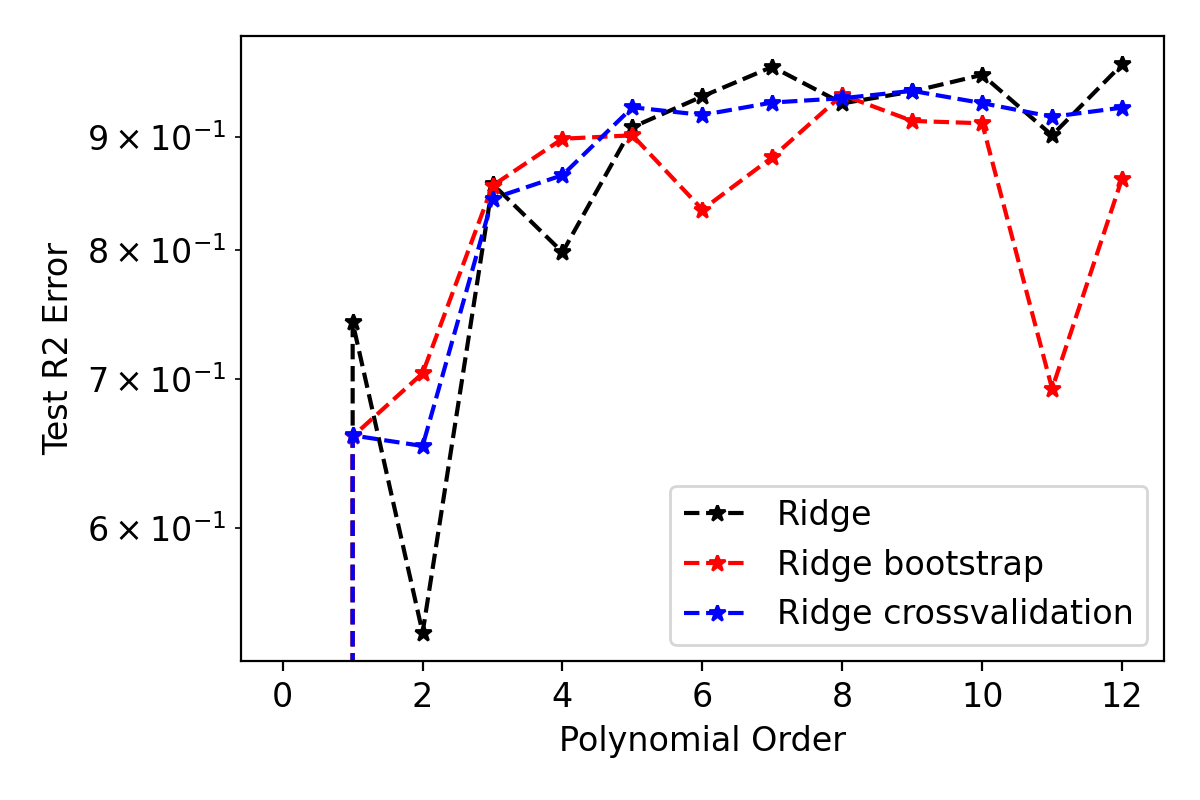 Test R2 Error
9 × 10⁻¹
8 × 10⁻¹
7 × 10⁻¹
6 × 10⁻¹
Ridge
Ridge bootstrap
Ridge crossvalidation
0 2 4 6 8 10 12
Polynomial Order